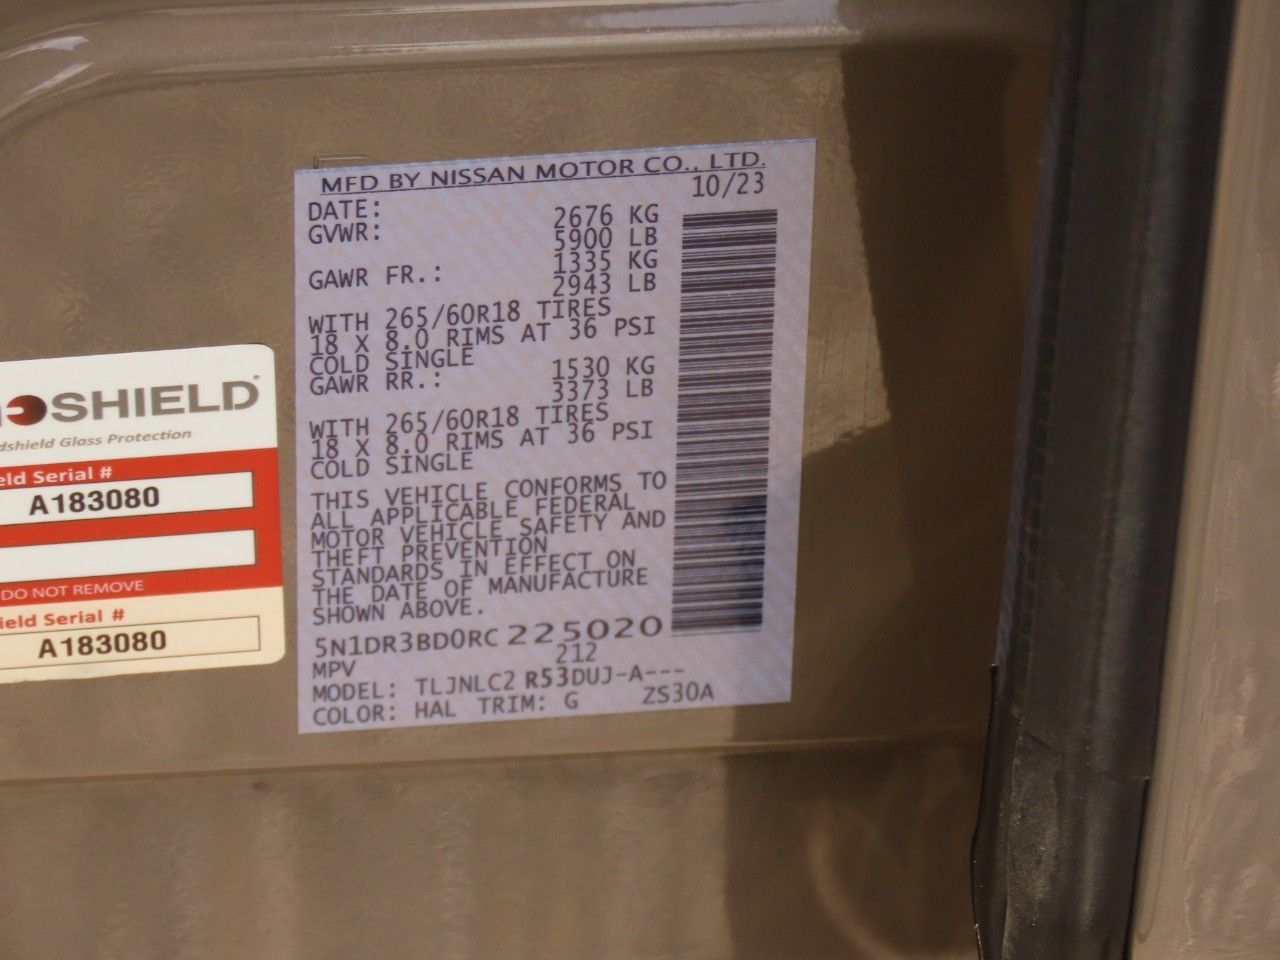 MFD BY NISSAN MOTOR CO., LTD.
DATE: 10/23
GVWR: 2676 KG
5900 LB
GAWR FR.: 1335 KG
2943 LB
WITH 265/60R18 TIRES
18 X 8.0 RIMS AT 36 PSI
COLD SINGLE
GAWR RR.: 1530 KG
3373 LB
WITH 265/60R18 TIRES
18 X 8.0 RIMS AT 36 PSI
COLD SINGLE
THIS VEHICLE CONFORMS TO
ALL APPLICABLE FEDERAL
MOTOR VEHICLE SAFETY AND
THEFT PREVENTION
STANDARDS IN EFFECT ON
THE DATE OF MANUFACTURE
SHOWN ABOVE.
5N1DR3BD0RC225020
MPV 212
MODEL: TLJNLC2 R53DUJ-A---
COLOR: HAL TRIM: G ZS30A
SHIELD
dshield Glass Protection
eld Serial #
A183080
DO NOT REMOVE
ield Serial #
A183080